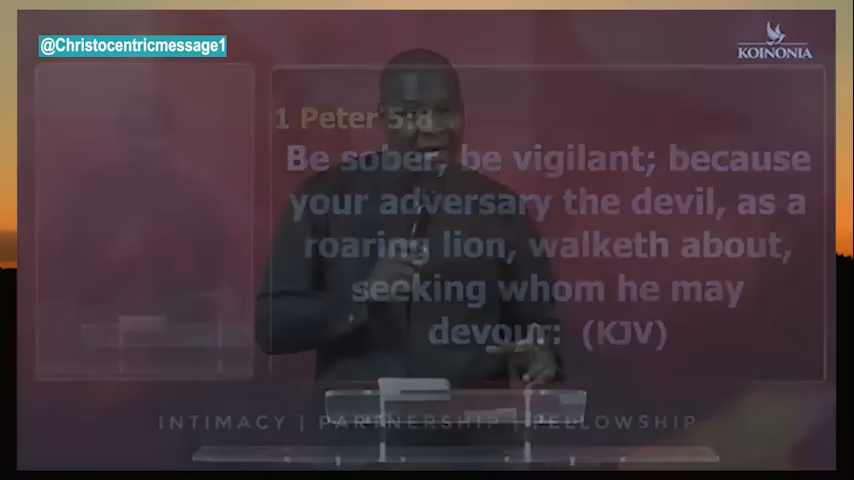 @Christocentricmessage1
KOINONIA
1 Peter 5:8
Be sober, be vigilant; because
your adversary the devil, as a
roaring lion, walketh about,
seeking whom he may
devour: (KJV)
INTIMACY | PARTNERSHIP | FELLOWSHIP